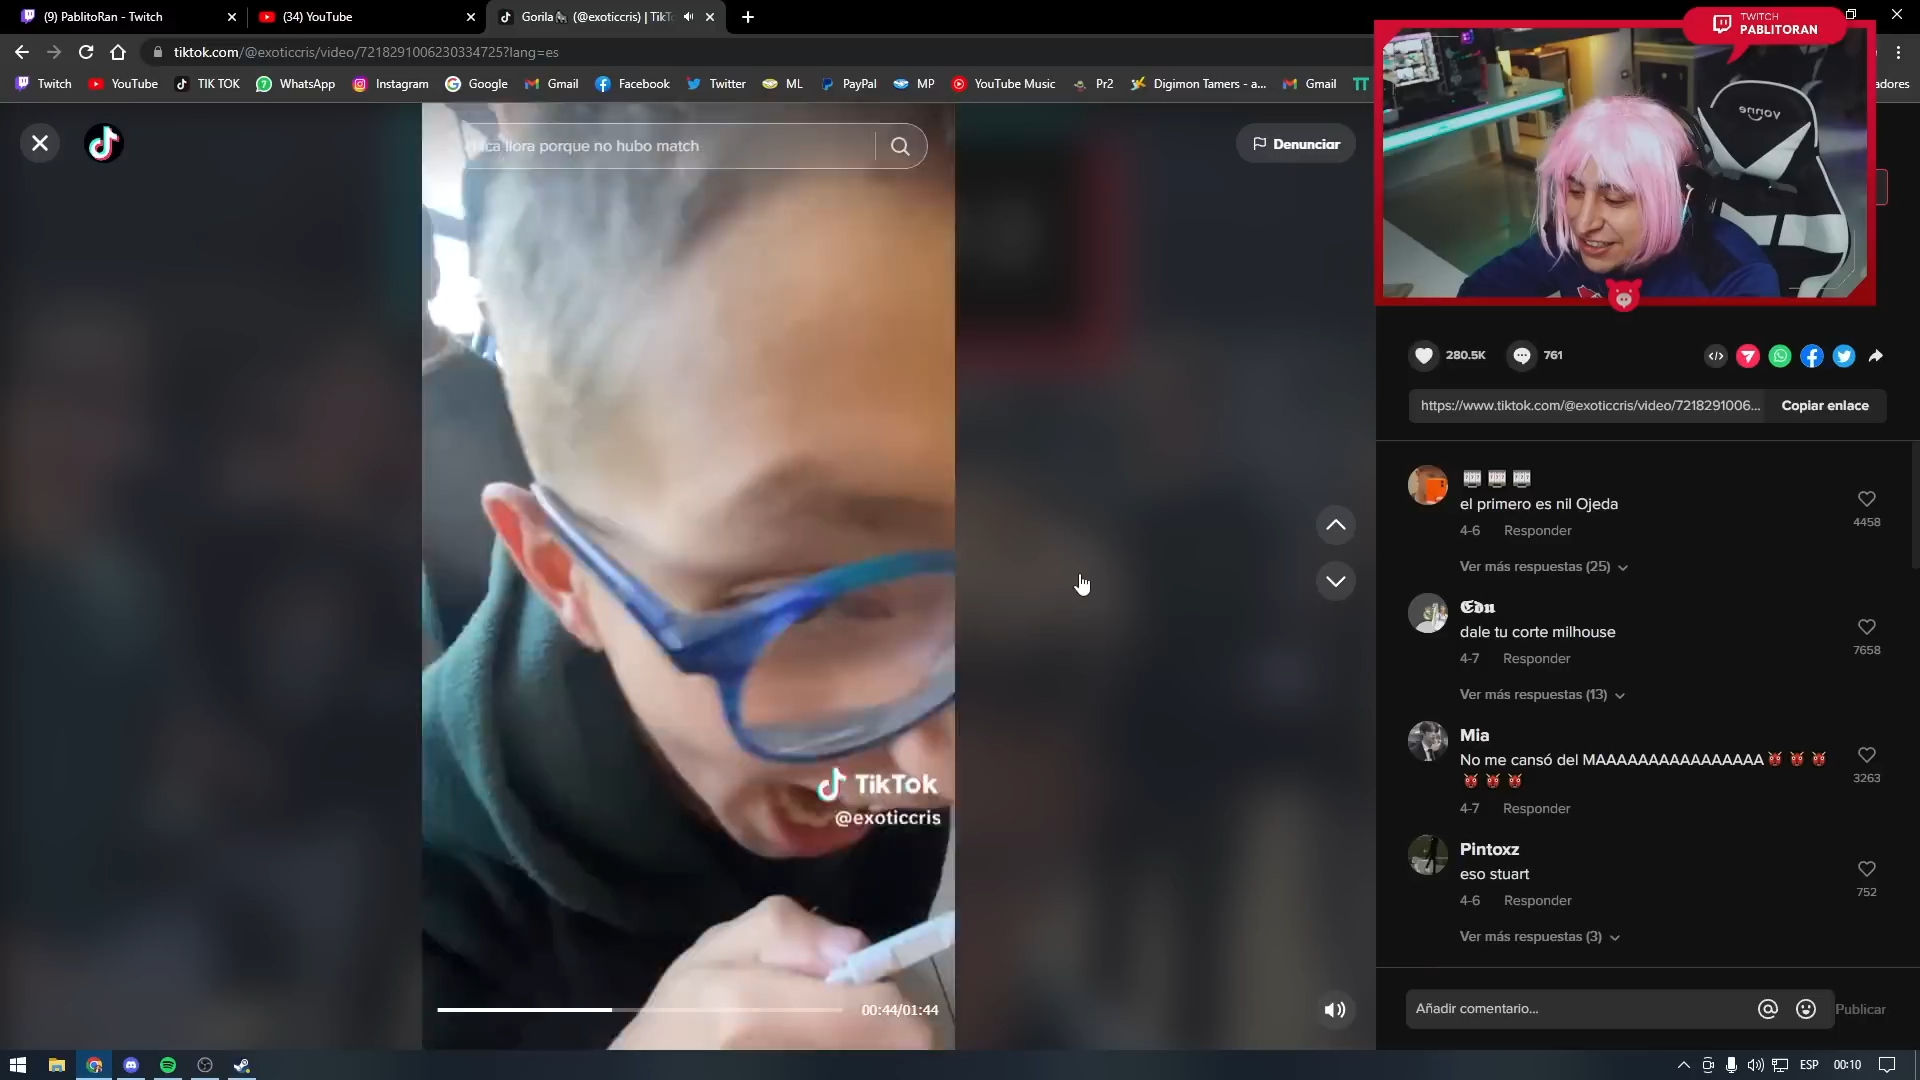 (9) PablitoRan - Twitch
(34) YouTube
Gorila🦍 (@exoticcris) | TikT
tiktok.com/@exoticcris/video/7218291006230334725?lang=es
Twitch
YouTube
TIK TOK
WhatsApp
Instagram
Google
Gmail
Facebook
Twitter
ML
PayPal
MP
YouTube Music
Pr2
Digimon Tamers - a...
Gmail
adores
TWITCH
PABLITORAN
llora porque no hubo match
Denunciar
280.5K
761
https://www.tiktok.com/@exoticcris/video/7218291006...
Copiar enlace
🎰 🎰 🎰
el primero es nil Ojeda
4-6 Responder
4458
Ver más respuestas (25)
𝕰𝖉𝖚
dale tu corte milhouse
4-7 Responder
7658
Ver más respuestas (13)
Mia
No me cansó del MAAAAAAAAAAAAAAAA👹 👹 👹
👹 👹 👹
4-7 Responder
3263
Pintoxz
eso stuart
4-6 Responder
752
Ver más respuestas (3)
TikTok
@exoticcris
00:44/01:44
Añadir comentario...
Publicar
ESP
00:10